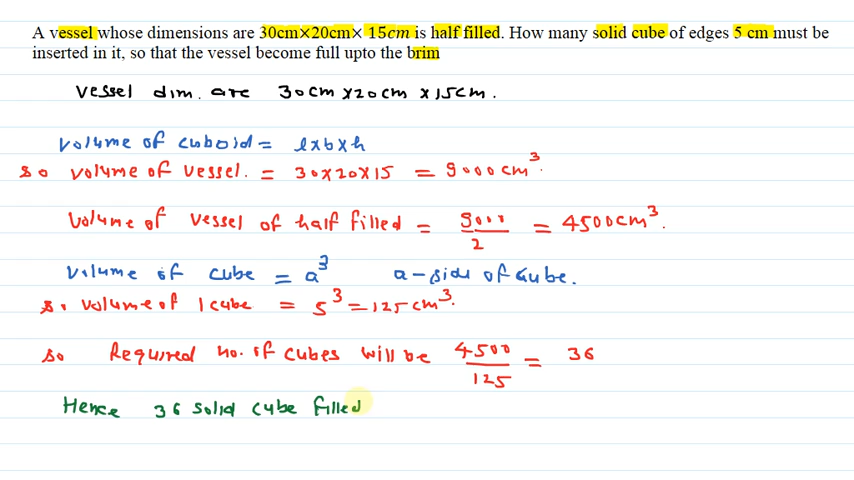 A vessel whose dimensions are 30cm×20cm× 15cm is half filled. How many solid cube of edges 5 cm must be
inserted in it, so that the vessel become full upto the brim
Vessel dim. are 30cm x20cm x15cm.
Volume of cuboid = lxbxh
so volume of vessel. = 30x20x15 = 9000cm³.
Volume of vessel of half filled = 9000/2 = 4500cm³.
Volume of cube = a³ a-side of cube.
so volume of 1 cube = 5³ = 125 cm³.
so Required no. of cubes will be 4500/125 = 36
Hence 36 solid cube filled